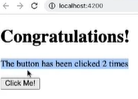 localhost:4200
Congratulations!
The button has been clicked 2 times
Click Me!